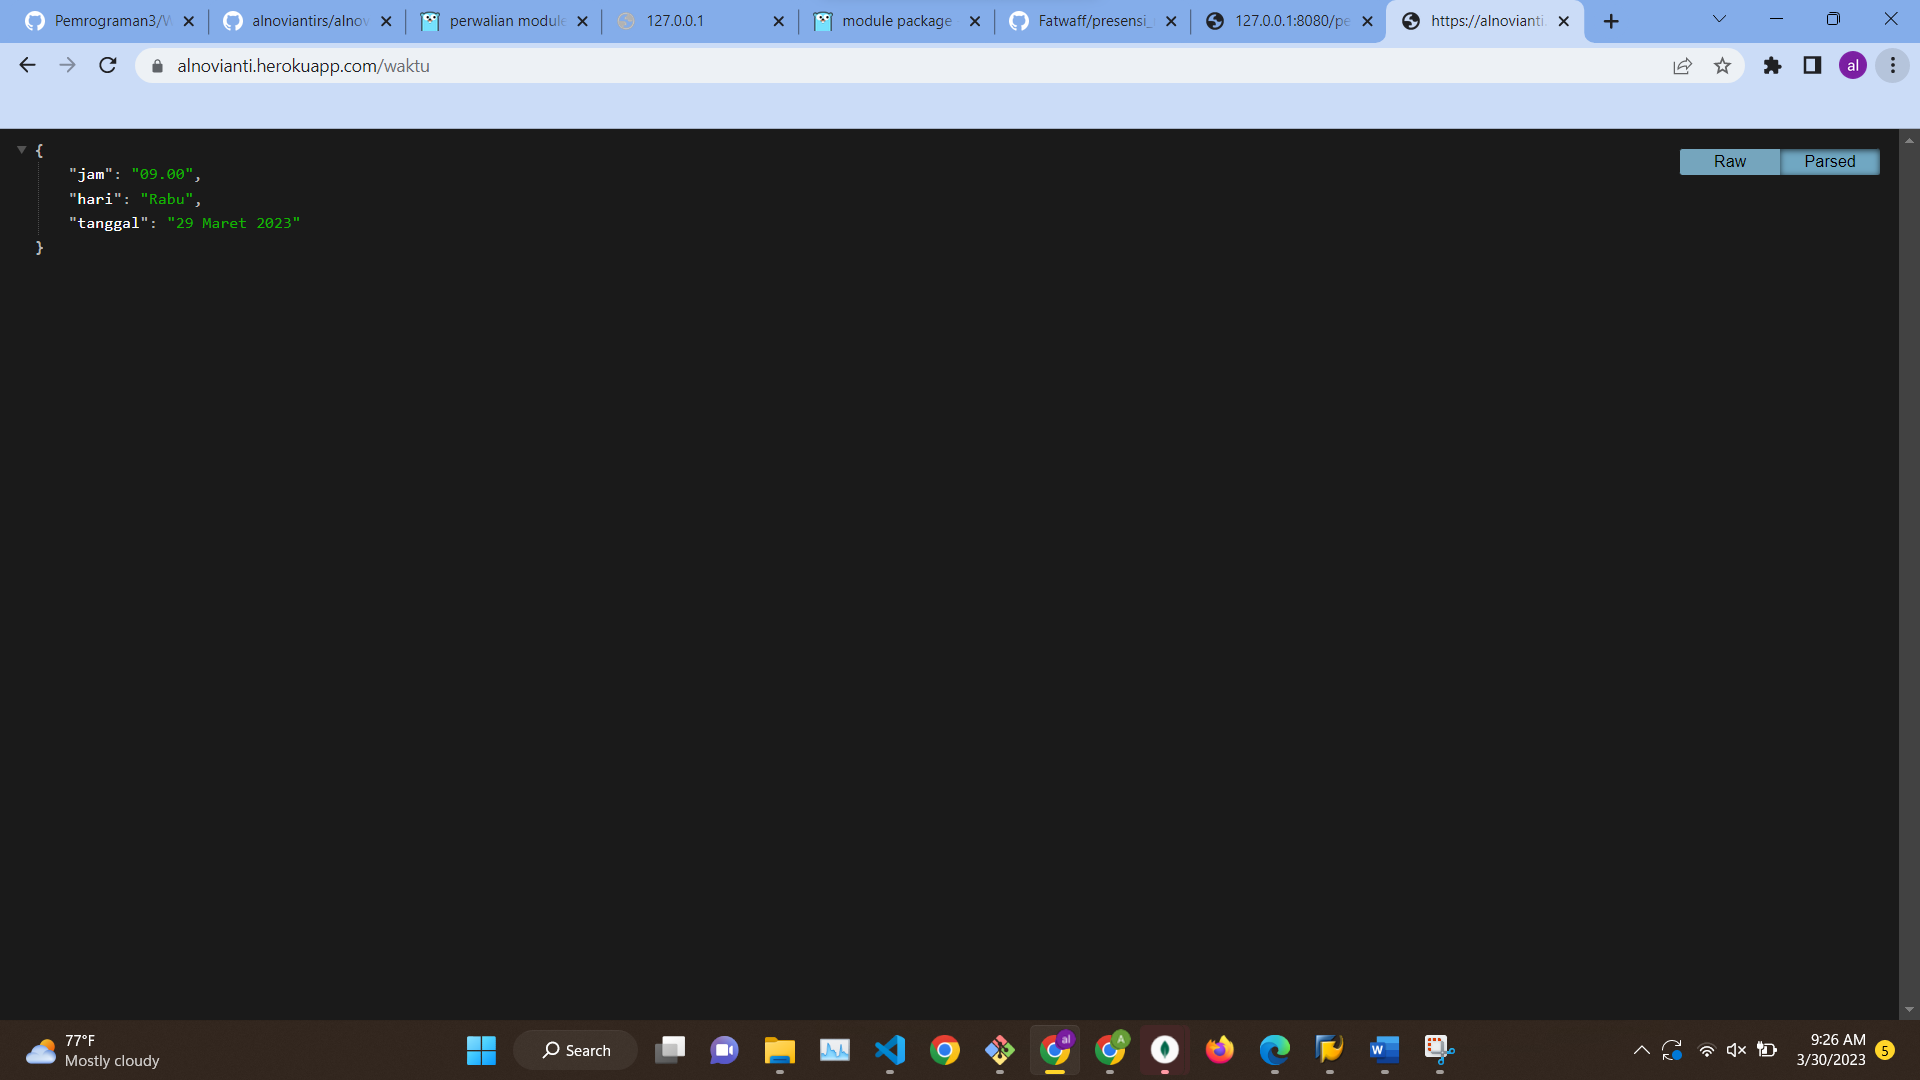 Pemrograman3/W
alnoviantirs/alnov
perwalian module
127.0.0.1
module package
Fatwaff/presensi_
127.0.0.1:8080/pe
https://alnovianti.
alnovianti.herokuapp.com/waktu
al
{
"jam": "09.00",
"hari": "Rabu",
"tanggal": "29 Maret 2023"
}
Raw
Parsed
77°F
Mostly cloudy
Search
al
A
W
9:26 AM
3/30/2023
5